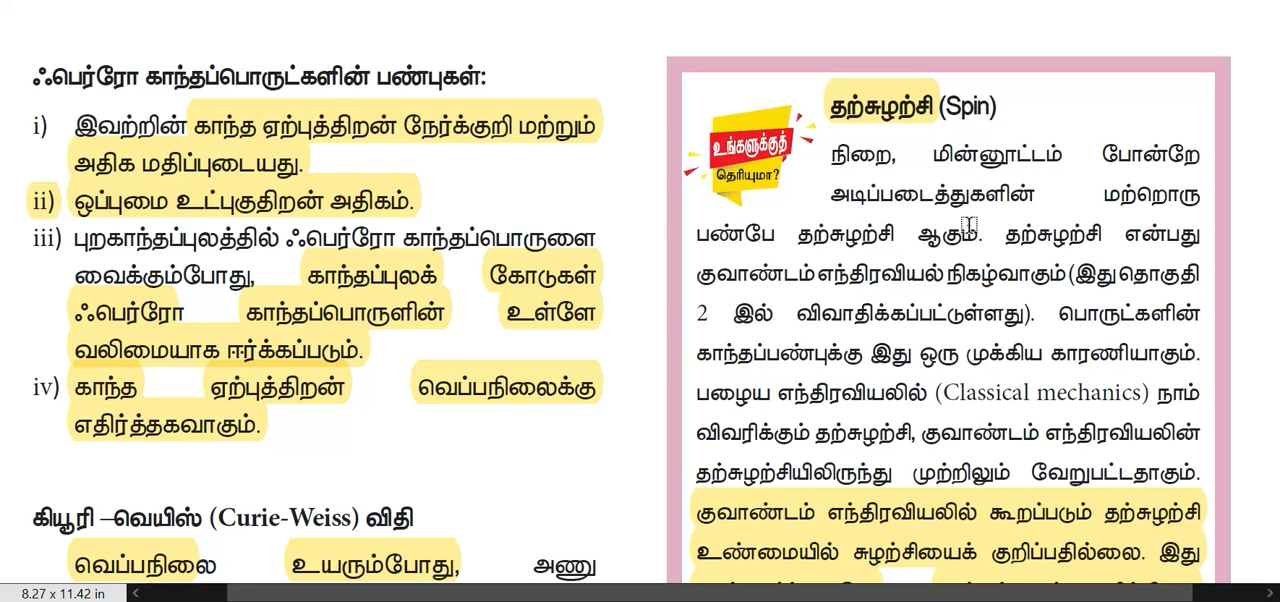 ஃபெர்ரோ காந்தப்பொருட்களின் பண்புகள்:
i) இவற்றின் காந்த ஏற்புத்திறன் நேர்க்குறி மற்றும்
அதிக மதிப்புடையது.
ii) ஒப்புமை உட்புகுதிறன் அதிகம்.
iii) புறகாந்தப்புலத்தில் ஃபெர்ரோ காந்தப்பொருளை
வைக்கும்போது, காந்தப்புலக் கோடுகள்
ஃபெர்ரோ காந்தப்பொருளின் உள்ளே
வலிமையாக ஈர்க்கப்படும்.
iv) காந்த ஏற்புத்திறன் வெப்பநிலைக்கு
எதிர்த்தகவாகும்.
கியூரி –வெயிஸ் (Curie-Weiss) விதி
வெப்பநிலை உயரும்போது, அணு
உங்களுக்குத்
தெரியுமா?
தற்சுழற்சி (Spin)
நிறை, மின்னூட்டம் போன்றே
அடிப்படைத்துகளின் மற்றொரு
பண்பே தற்சுழற்சி ஆகும். தற்சுழற்சி என்பது
குவாண்டம் எந்திரவியல் நிகழ்வாகும் (இது தொகுதி
2 இல் விவாதிக்கப்பட்டுள்ளது). பொருட்களின்
காந்தப்பண்புக்கு இது ஒரு முக்கிய காரணியாகும்.
பழைய எந்திரவியலில் (Classical mechanics) நாம்
விவரிக்கும் தற்சுழற்சி, குவாண்டம் எந்திரவியலின்
தற்சுழற்சியிலிருந்து முற்றிலும் வேறுபட்டதாகும்.
குவாண்டம் எந்திரவியலில் கூறப்படும் தற்சுழற்சி
உண்மையில் சுழற்சியைக் குறிப்பதில்லை. இது
8.27 x 11.42 in